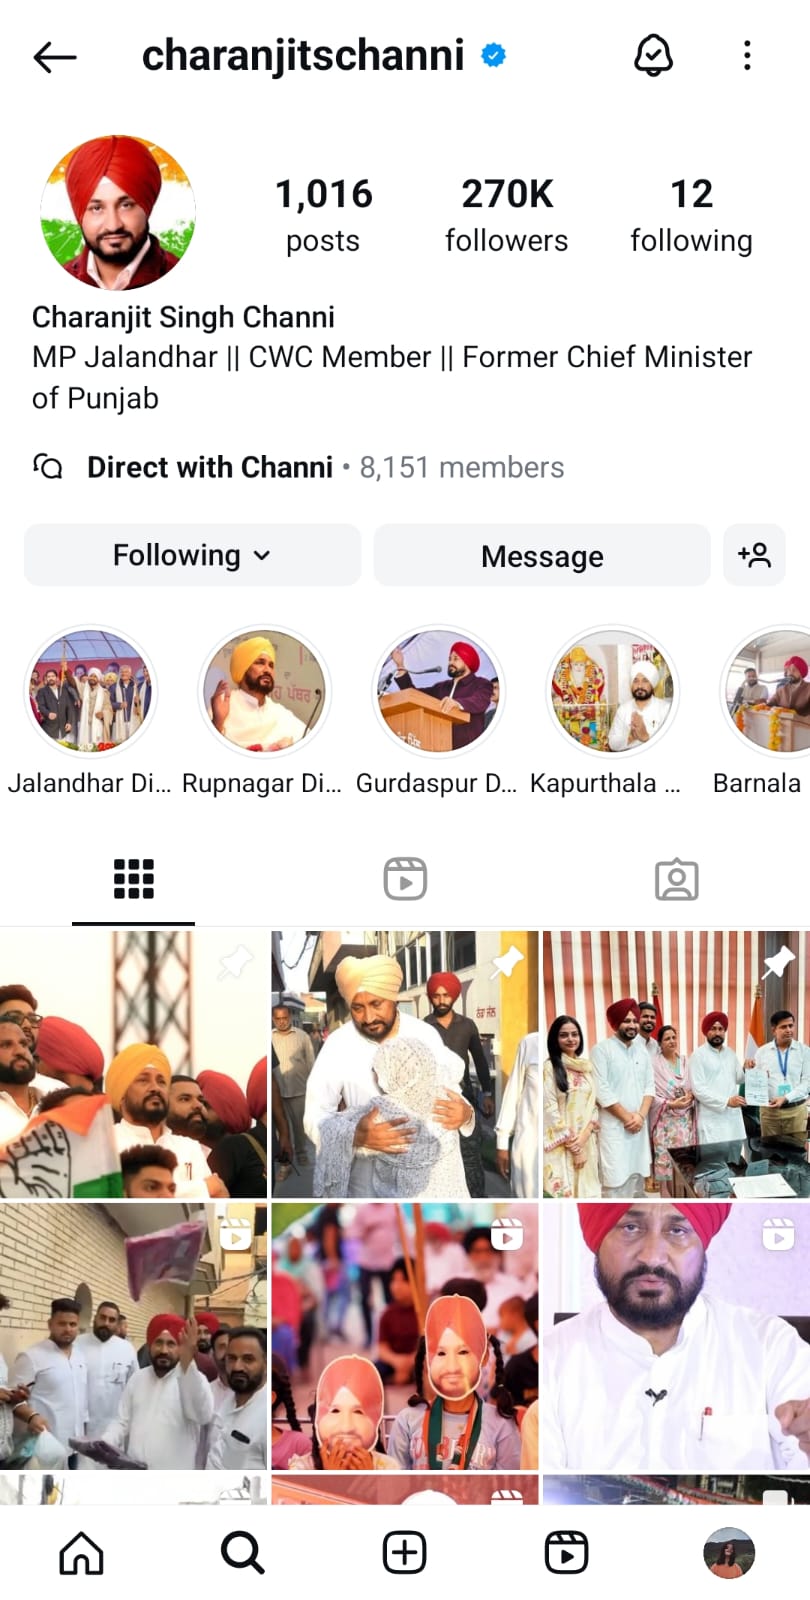 charanjitschanni
1,016
posts
270K
followers
12
following
Charanjit Singh Channi
MP Jalandhar || CWC Member || Former Chief Minister
of Punjab
Direct with Channi • 8,151 members
Following
Message
ਪੱਥਰ
Jalandhar Di...
Rupnagar Di...
Gurdaspur D...
Kapurthala ...
Barnala